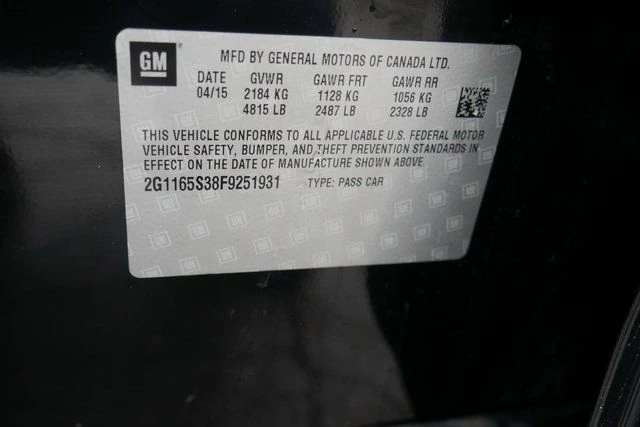 GM
MFD BY GENERAL MOTORS OF CANADA LTD.
DATE GVWR GAWR FRT GAWR RR
04/15 2184 KG 1128 KG 1056 KG
4815 LB 2487 LB 2328 LB
THIS VEHICLE CONFORMS TO ALL APPLICABLE U.S. FEDERAL MOTOR
VEHICLE SAFETY, BUMPER, AND THEFT PREVENTION STANDARDS IN
EFFECT ON THE DATE OF MANUFACTURE SHOWN ABOVE.
2G1165S38F9251931 TYPE: PASS CAR